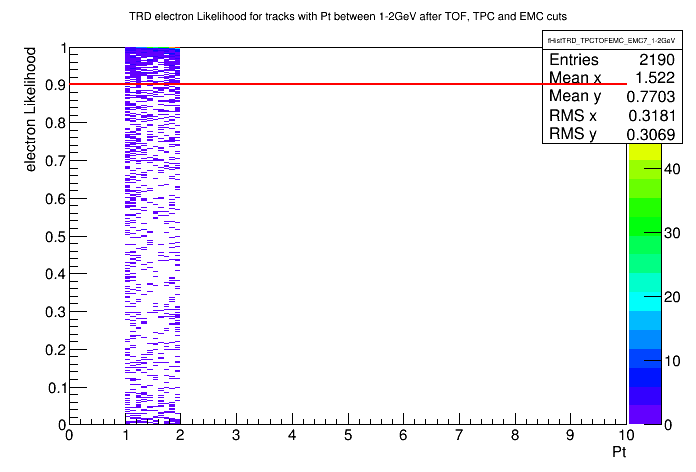 TRD electron Likelihood for tracks with Pt between 1-2GeV after TOF, TPC and EMC cuts
fHistTRD_TPCTOFEMC_EMC7_1-2GeV
Entries 2190
Mean x 1.522
Mean y 0.7703
RMS x 0.3181
RMS y 0.3069
electron Likelihood
1
0.9
0.8
0.7
0.6
0.5
0.4
0.3
0.2
0.1
0
0 1 2 3 4 5 6 7 8 9 10
Pt
40
30
20
10
0